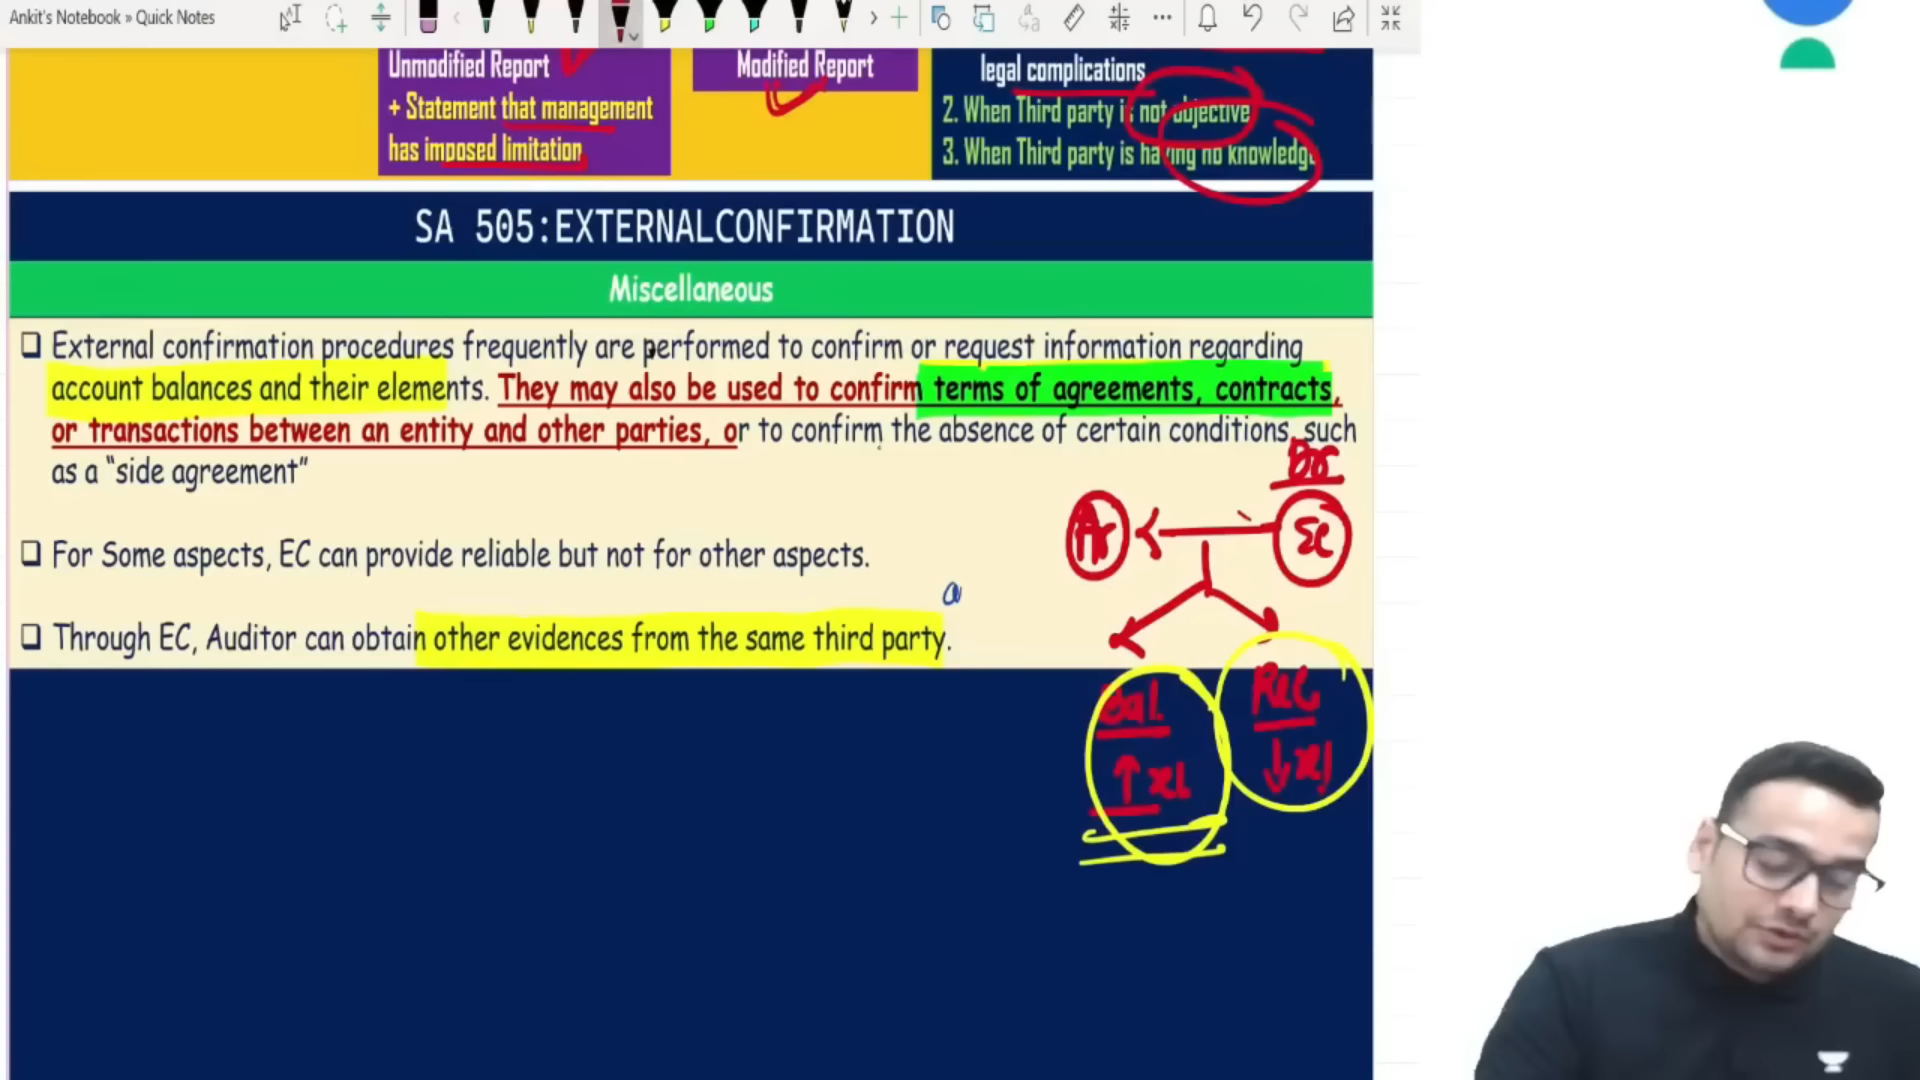 Ankit's Notebook » Quick Notes
Unmodified Report
+ Statement that management
has imposed limitation
Modified Report
legal complications
2. When Third party is not objective
3. When Third party is having no knowledge
SA 505:EXTERNALCONFIRMATION
Miscellaneous
❑ External confirmation procedures frequently are performed to confirm or request information regarding
account balances and their elements. They may also be used to confirm terms of agreements, contracts,
or transactions between an entity and other parties, or to confirm the absence of certain conditions, such
as a “side agreement”
Dr
Ar
EC
❑ For Some aspects, EC can provide reliable but not for other aspects.
a
❑ Through EC, Auditor can obtain other evidences from the same third party.
Bal.
REC